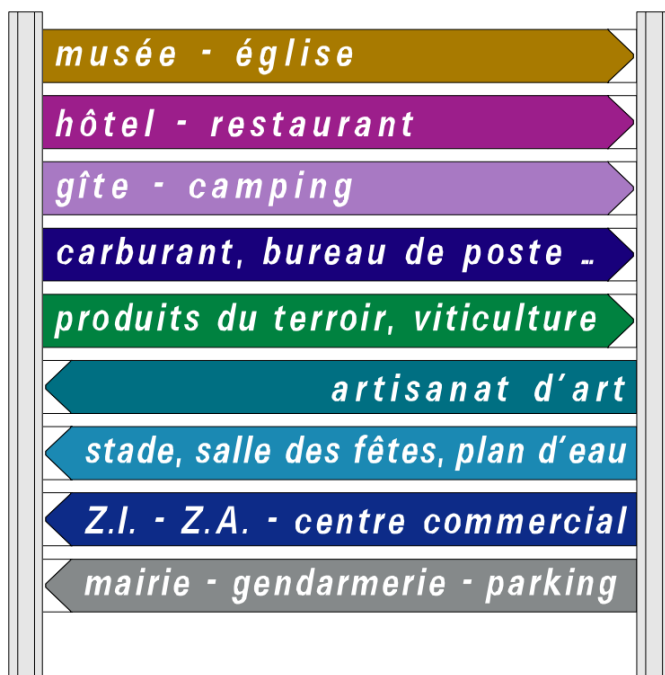 musée - église
hôtel - restaurant
gîte - camping
carburant, bureau de poste ...
produits du terroir, viticulture
artisanat d'art
stade, salle des fêtes, plan d'eau
Z.I. - Z.A. - centre commercial
mairie - gendarmerie - parking